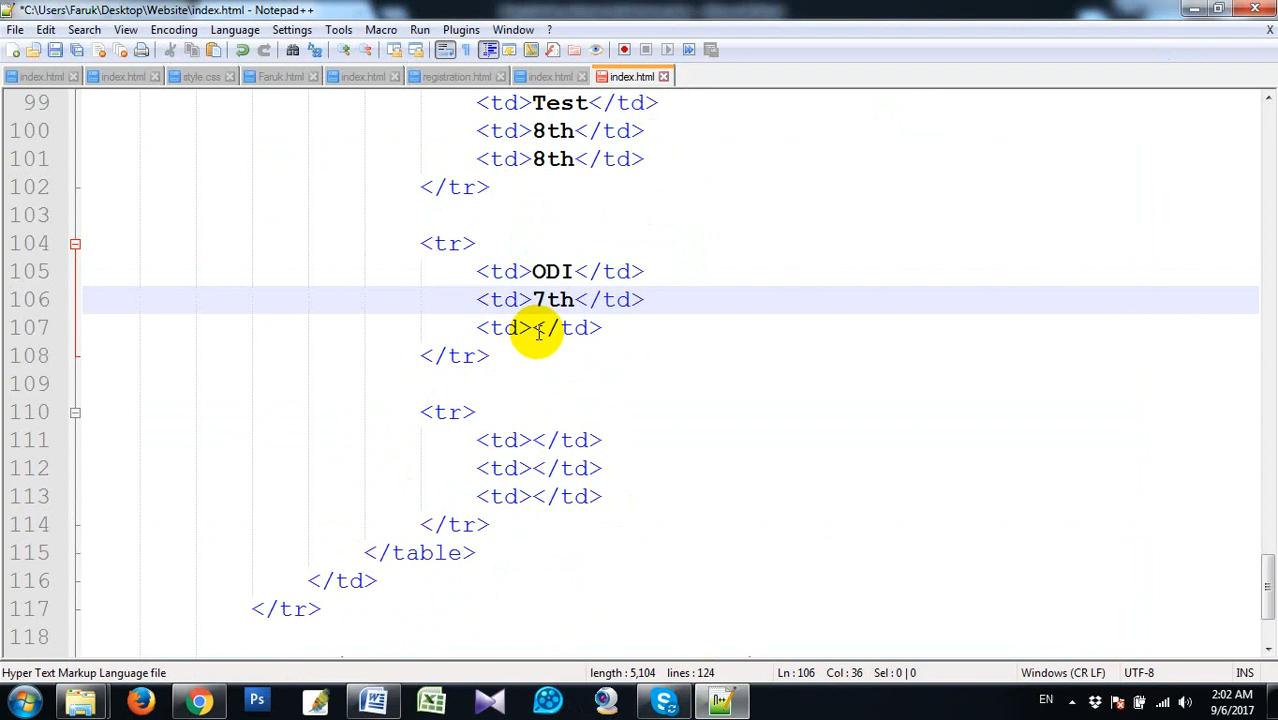 *C:\Users\Faruk\Desktop\Website\index.html - Notepad++
File Edit Search View Encoding Language Settings Tools Macro Run Plugins Window ? X
index.html index.html style.css Faruk.html index.html registration.html index.html index.html
99 <td>Test</td>
100 <td>8th</td>
101 <td>8th</td>
102 </tr>
103
104 <tr>
105 <td>ODI</td>
106 <td>7th</td>
107 <td></td>
108 </tr>
109
110 <tr>
111 <td></td>
112 <td></td>
113 <td></td>
114 </tr>
115 </table>
116 </td>
117 </tr>
118
Hyper Text Markup Language file length : 5,104 lines : 124 Ln : 106 Col : 36 Sel : 0 | 0 Windows (CR LF) UTF-8 INS
Ps EN 2:02 AM
9/6/2017